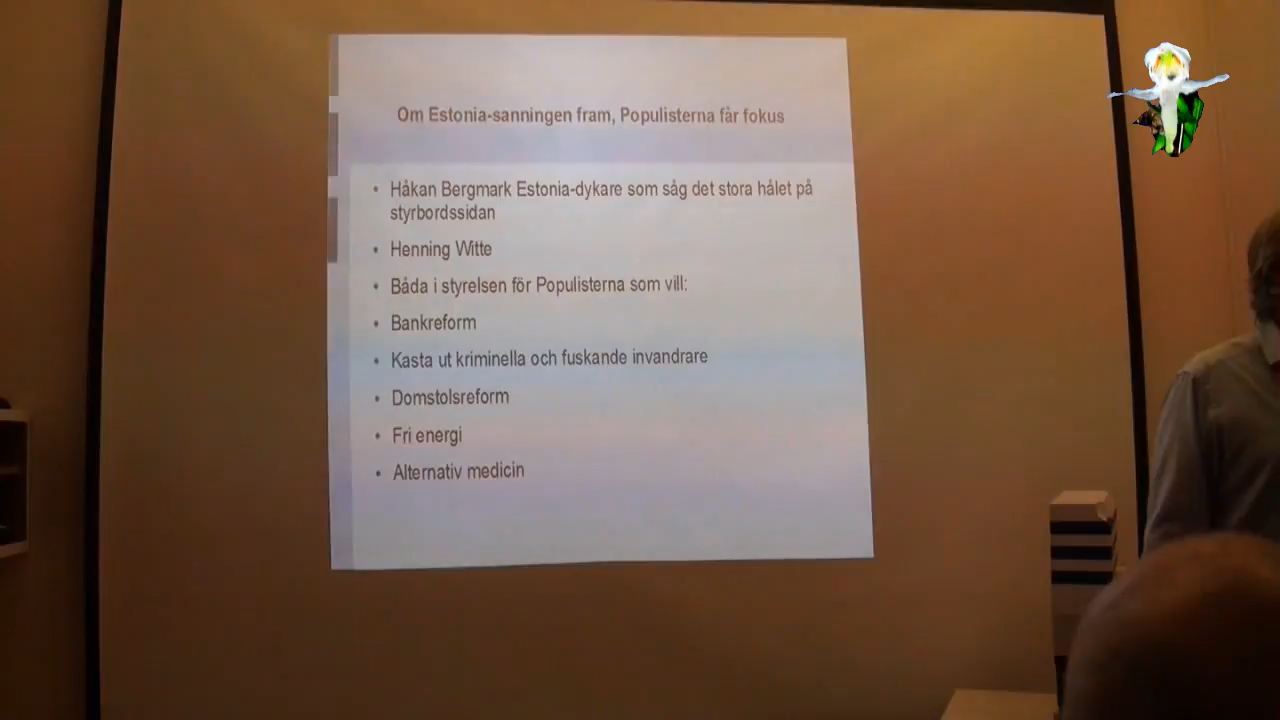 Om Estonia-sanningen fram, Populisterna får fokus
• Håkan Bergmark Estonia-dykare som såg det stora hålet på
styrbordssidan
• Henning Witte
• Båda i styrelsen för Populisterna som vill:
• Bankreform
• Kasta ut kriminella och fuskande invandrare
• Domstolsreform
• Fri energi
• Alternativ medicin